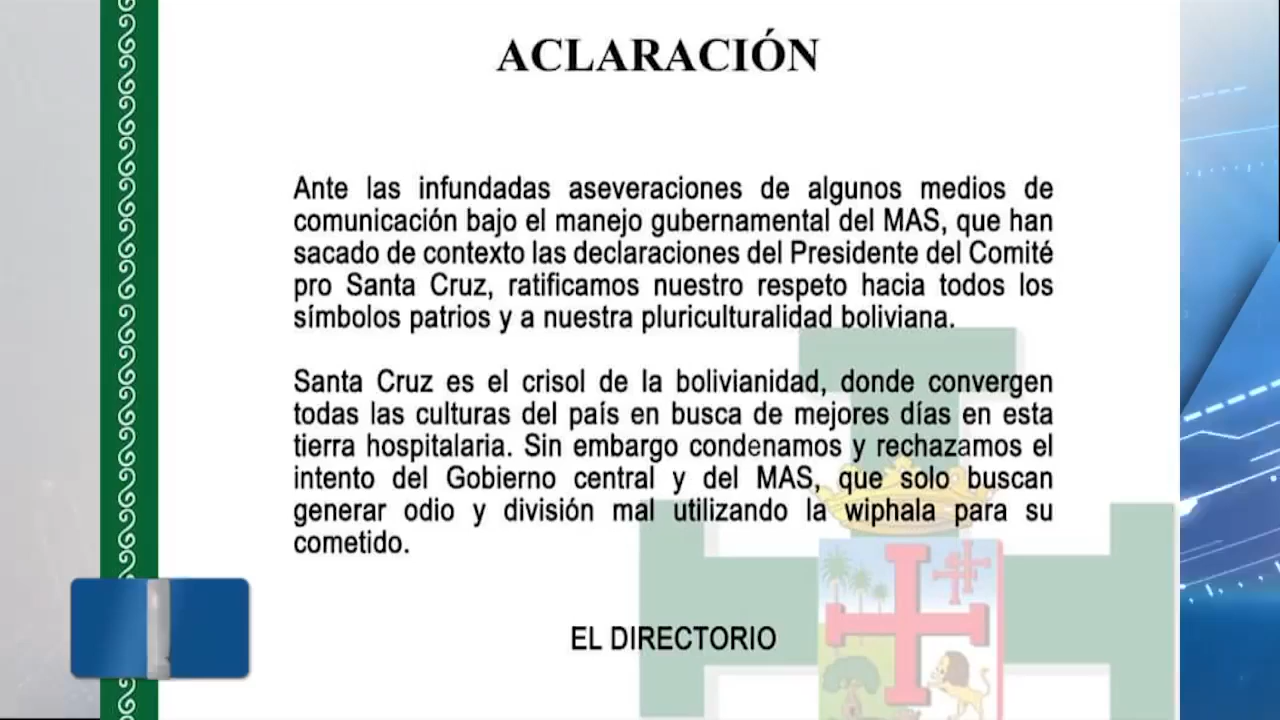 ACLARACIÓN
Ante las infundadas aseveraciones de algunos medios de
comunicación bajo el manejo gubernamental del MAS, que han
sacado de contexto las declaraciones del Presidente del Comité
pro Santa Cruz, ratificamos nuestro respeto hacia todos los
símbolos patrios y a nuestra pluriculturalidad boliviana.
Santa Cruz es el crisol de la bolivianidad, donde convergen
todas las culturas del país en busca de mejores días en esta
tierra hospitalaria. Sin embargo condenamos y rechazamos el
intento del Gobierno central y del MAS, que solo buscan
generar odio y división mal utilizando la wiphala para su
cometido.
EL DIRECTORIO